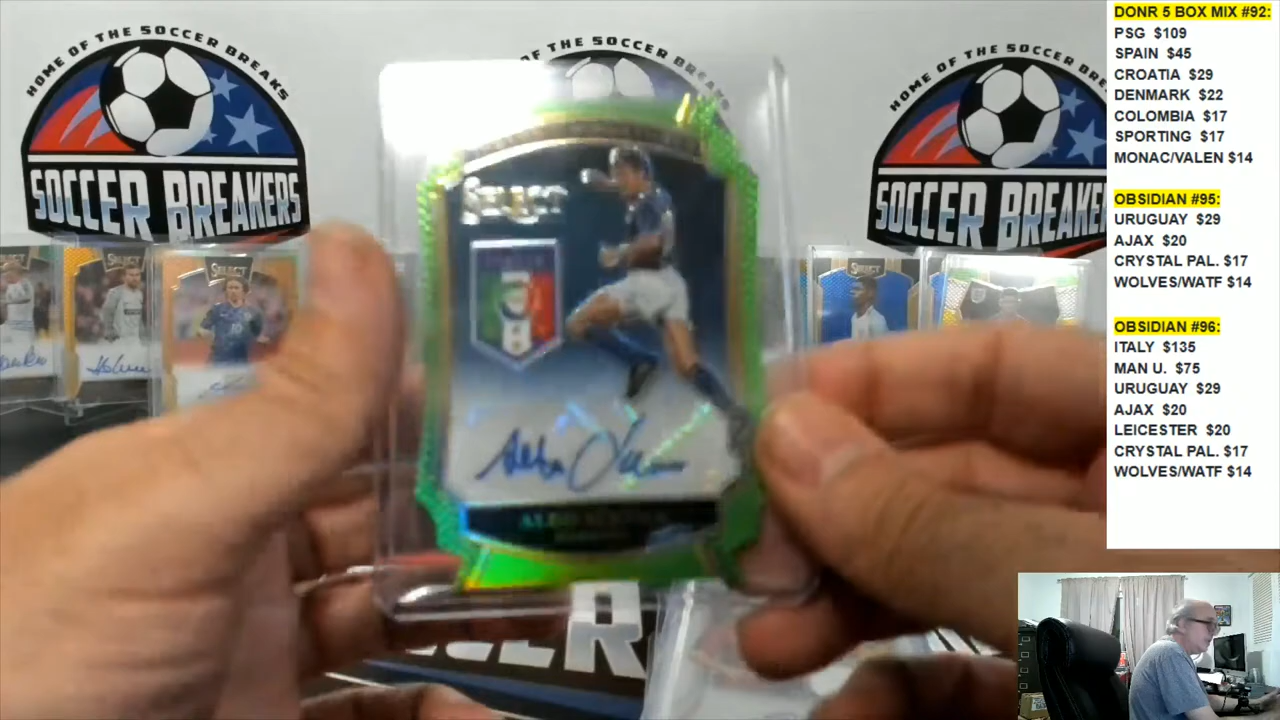 HOME OF THE SOCCER BREAKS
SOCCER BREAKERS
OF THE SOCCER BREAKS
HOME OF THE SOCCER BREAKS
SOCCER BREAKERS
SELECT
SELECT
Select
DONR 5 BOX MIX #92:
PSG $109
SPAIN $45
CROATIA $29
DENMARK $22
COLOMBIA $17
SPORTING $17
MONAC/VALEN $14
OBSIDIAN #95:
URUGUAY $29
AJAX $20
CRYSTAL PAL. $17
WOLVES/WATF $14
OBSIDIAN #96:
ITALY $135
MAN U. $75
URUGUAY $29
AJAX $20
LEICESTER $20
CRYSTAL PAL. $17
WOLVES/WATF $14